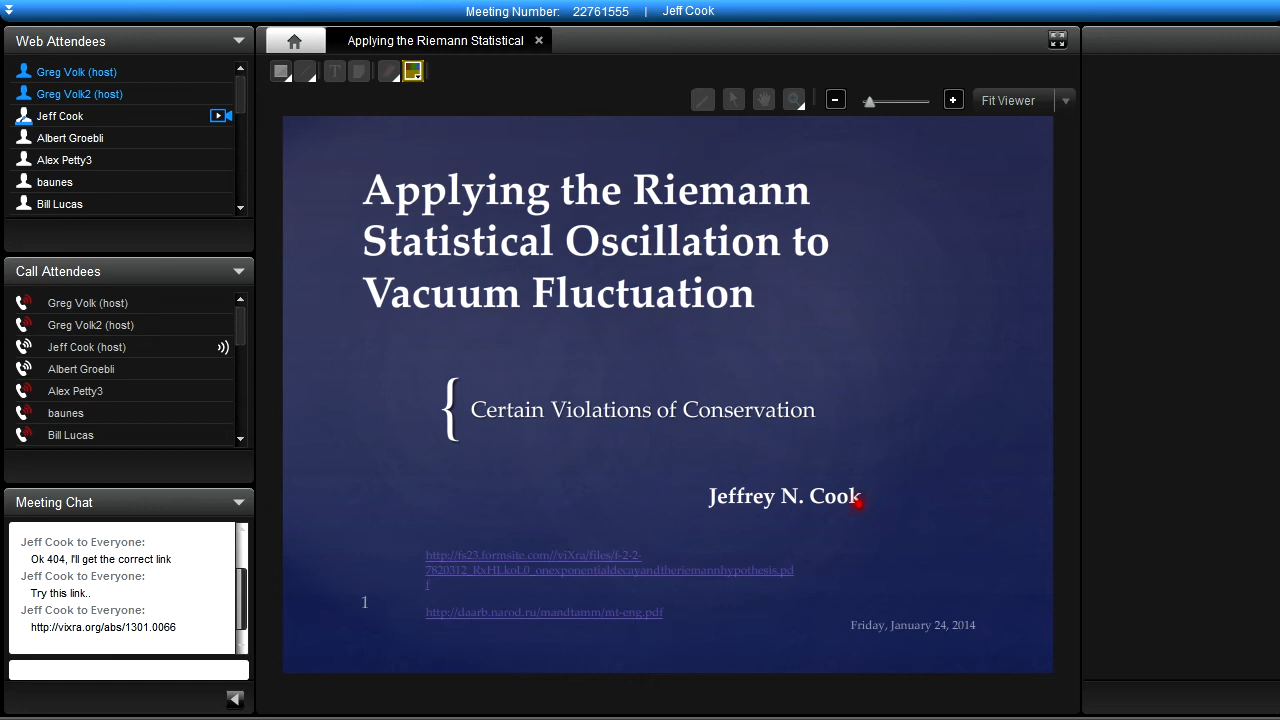 Meeting Number: 22761555 | Jeff Cook
Web Attendees
Greg Volk (host)
Greg Volk2 (host)
Jeff Cook
Albert Groebli
Alex Petty3
baunes
Bill Lucas
Call Attendees
Greg Volk (host)
Greg Volk2 (host)
Jeff Cook (host)
Albert Groebli
Alex Petty3
baunes
Bill Lucas
Meeting Chat
Jeff Cook to Everyone:
Ok 404, I'll get the correct link
Jeff Cook to Everyone:
Try this link..
Jeff Cook to Everyone:
http://vixra.org/abs/1301.0066
Applying the Riemann Statistical
T
Fit Viewer
Applying the Riemann
Statistical Oscillation to
Vacuum Fluctuation
{ Certain Violations of Conservation
Jeffrey N. Cook
http://fs23.formsite.com//viXra/files/f-2-2-
7820312_RxHLkoL0_onexponentialdecayandtheriemannhypothesis.pd
f
http://daarb.narod.ru/mandtamm/mt-eng.pdf
1
Friday, January 24, 2014